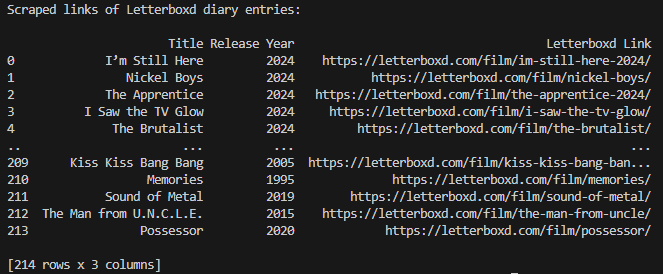 Scraped links of Letterboxd diary entries:
Title Release Year Letterboxd Link
0 I’m Still Here 2024 https://letterboxd.com/film/im-still-here-2024/
1 Nickel Boys 2024 https://letterboxd.com/film/nickel-boys/
2 The Apprentice 2024 https://letterboxd.com/film/the-apprentice-2024/
3 I Saw the TV Glow 2024 https://letterboxd.com/film/i-saw-the-tv-glow/
4 The Brutalist 2024 https://letterboxd.com/film/the-brutalist/
.. ... ... ...
209 Kiss Kiss Bang Bang 2005 https://letterboxd.com/film/kiss-kiss-bang-ban...
210 Memories 1995 https://letterboxd.com/film/memories/
211 Sound of Metal 2019 https://letterboxd.com/film/sound-of-metal/
212 The Man from U.N.C.L.E. 2015 https://letterboxd.com/film/the-man-from-uncle/
213 Possessor 2020 https://letterboxd.com/film/possessor/
[214 rows x 3 columns]